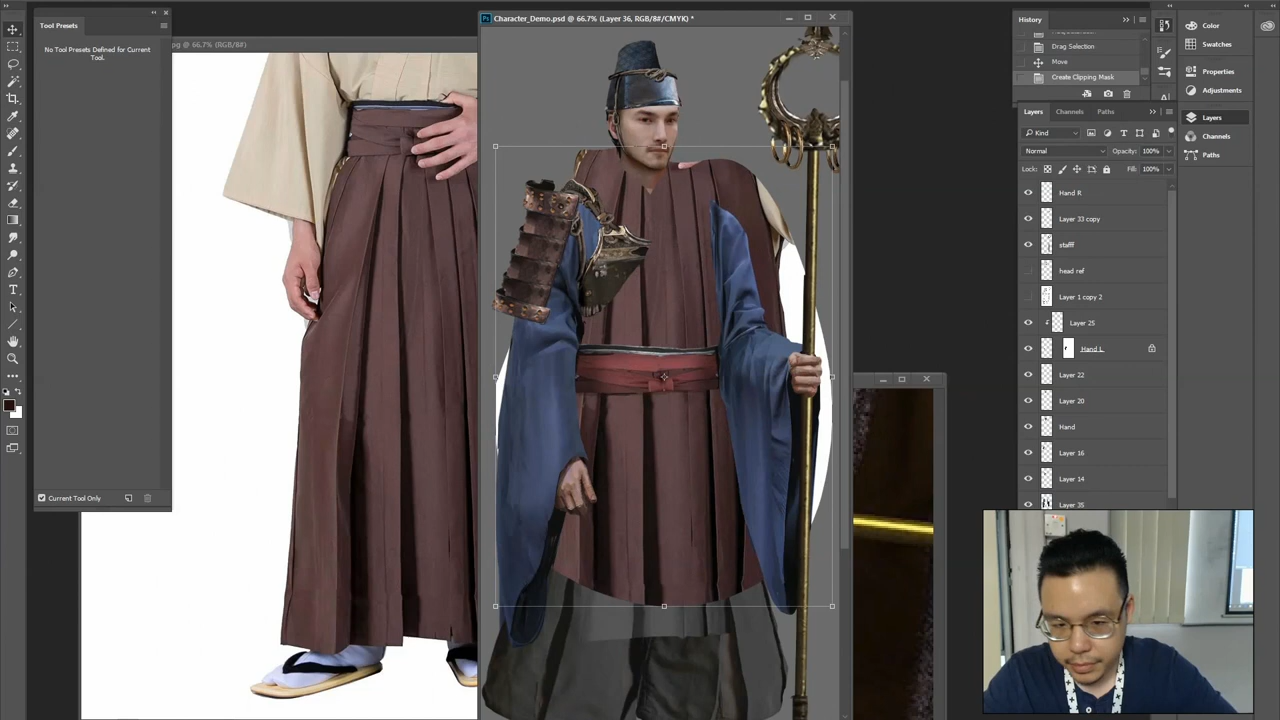 Tool Presets
No Tool Presets Defined for Current
Tool.
Current Tool Only
pg @ 66.7% (RGB/8#)
Character_Demo.psd @ 66.7% (Layer 36, RGB/8#/CMYK) *
History
Drag Selection
Move
Create Clipping Mask
Layers
Channels
Paths
Kind
Normal
Opacity: 100%
Lock:
Fill: 100%
Hand R
Layer 33 copy
stafff
head ref
Layer 1 copy 2
Layer 25
Hand L
Layer 22
Layer 20
Hand
Layer 16
Layer 14
Layer 35
Color
Swatches
Properties
Adjustments
Layers
Channels
Paths